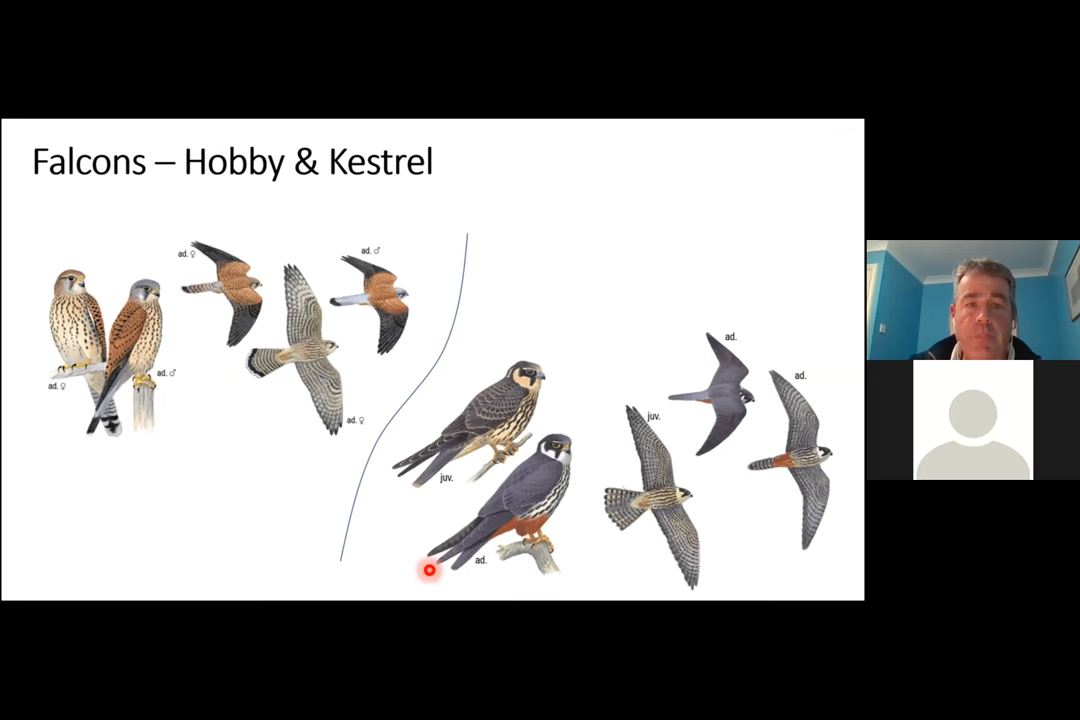 Falcons – Hobby & Kestrel
ad. ♀
ad. ♂
ad. ♀
ad. ♂
ad. ♀
juv.
ad.
juv.
ad.
ad.